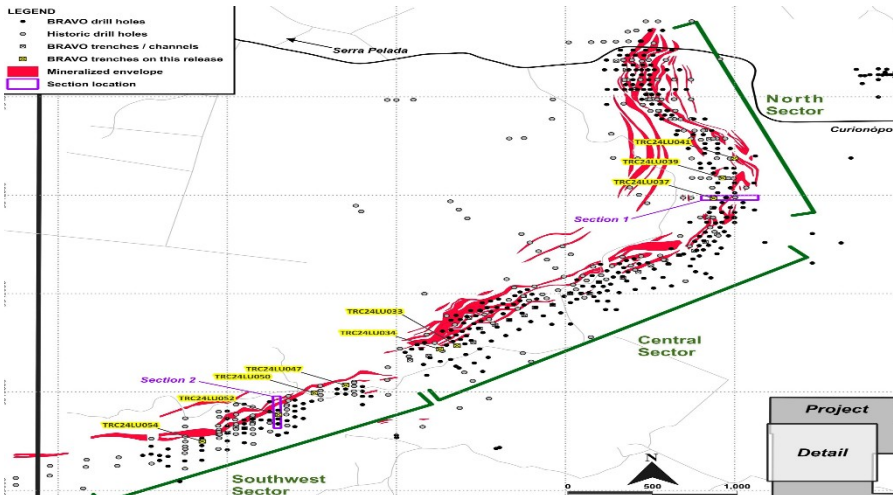 LEGEND
BRAVO drill holes
Historic drill holes
BRAVO trenches / channels
BRAVO trenches on this release
Mineralized envelope
Section location
Serra Pelada
North
Sector
Curionópo
TRC24LU041
TRC24LU039
TRC24LU037
Section 1
TRC24LU033
TRC24LU034
Central
Sector
TRC24LU047
TRC24LU050
Section 2
TRC24LU052
TRC24LU054
Southwest
Sector
Project
Detail
N
0 500 1,000